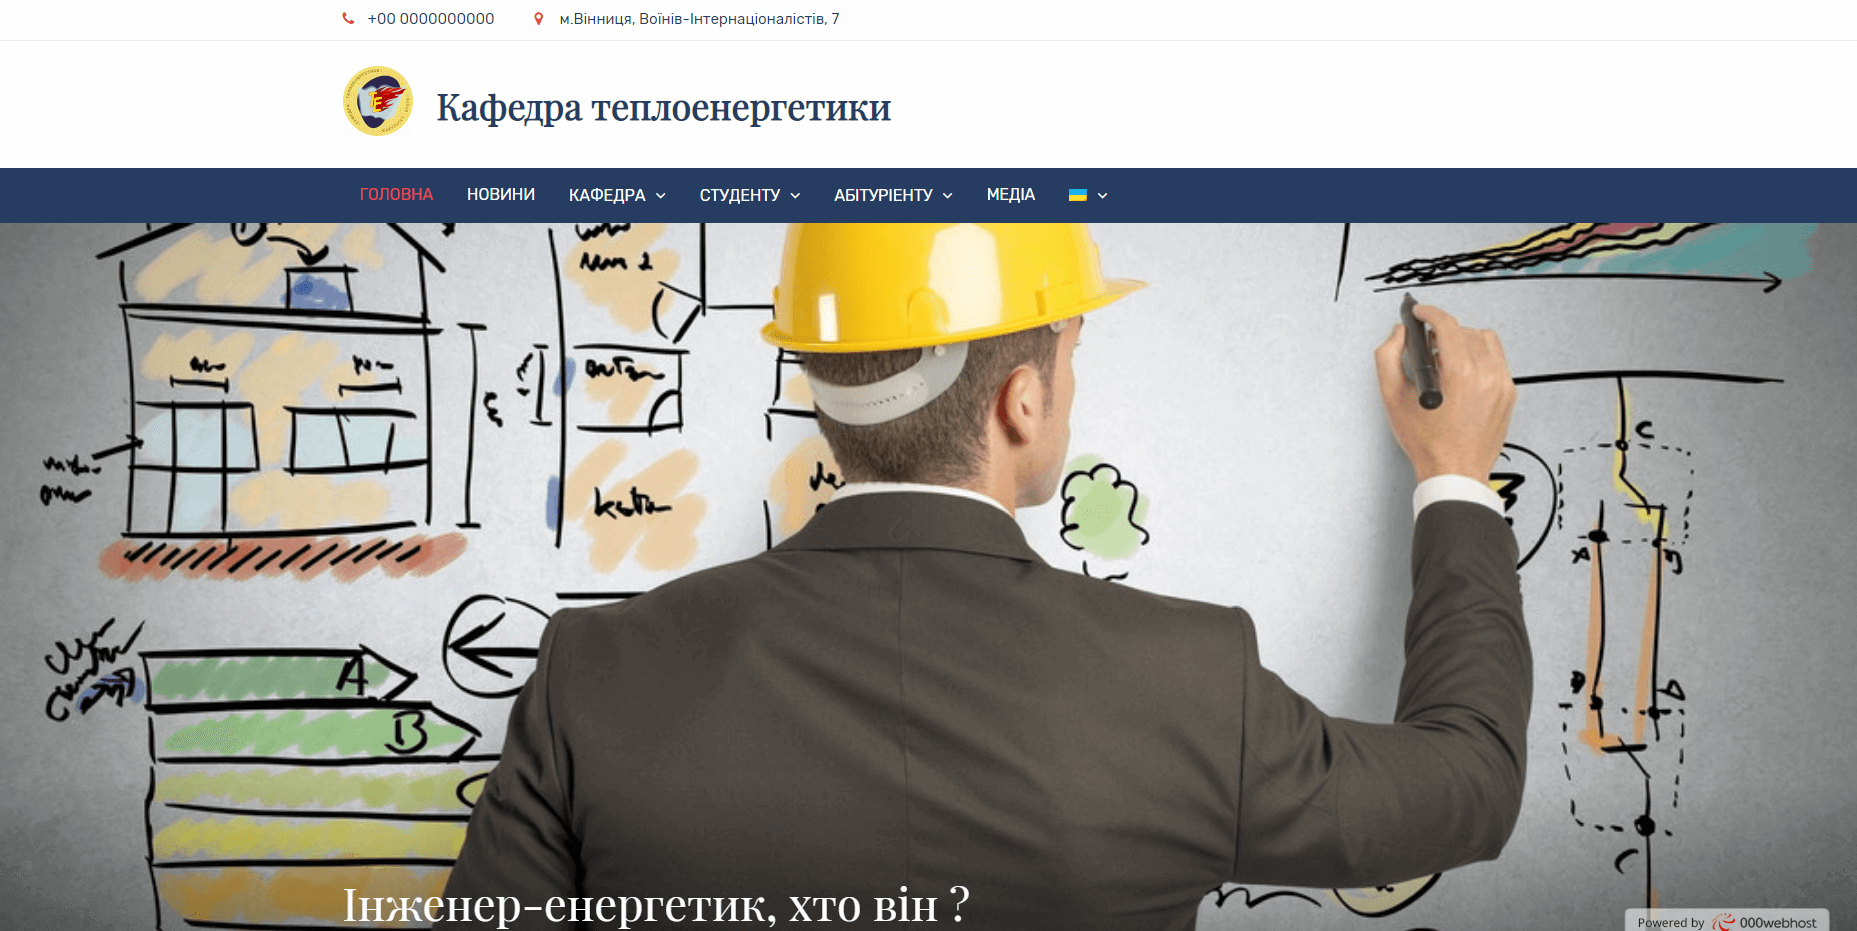 +00 0000000000
м.Вінниця, Воїнів-Інтернаціоналістів, 7
Кафедра теплоенергетики
ГОЛОВНА
НОВИНИ
КАФЕДРА
СТУДЕНТУ
АБІТУРІЕНТУ
МЕДІА
C
A
B
C
Інженер-енергетик, хто він ?
Powered by 000webhost